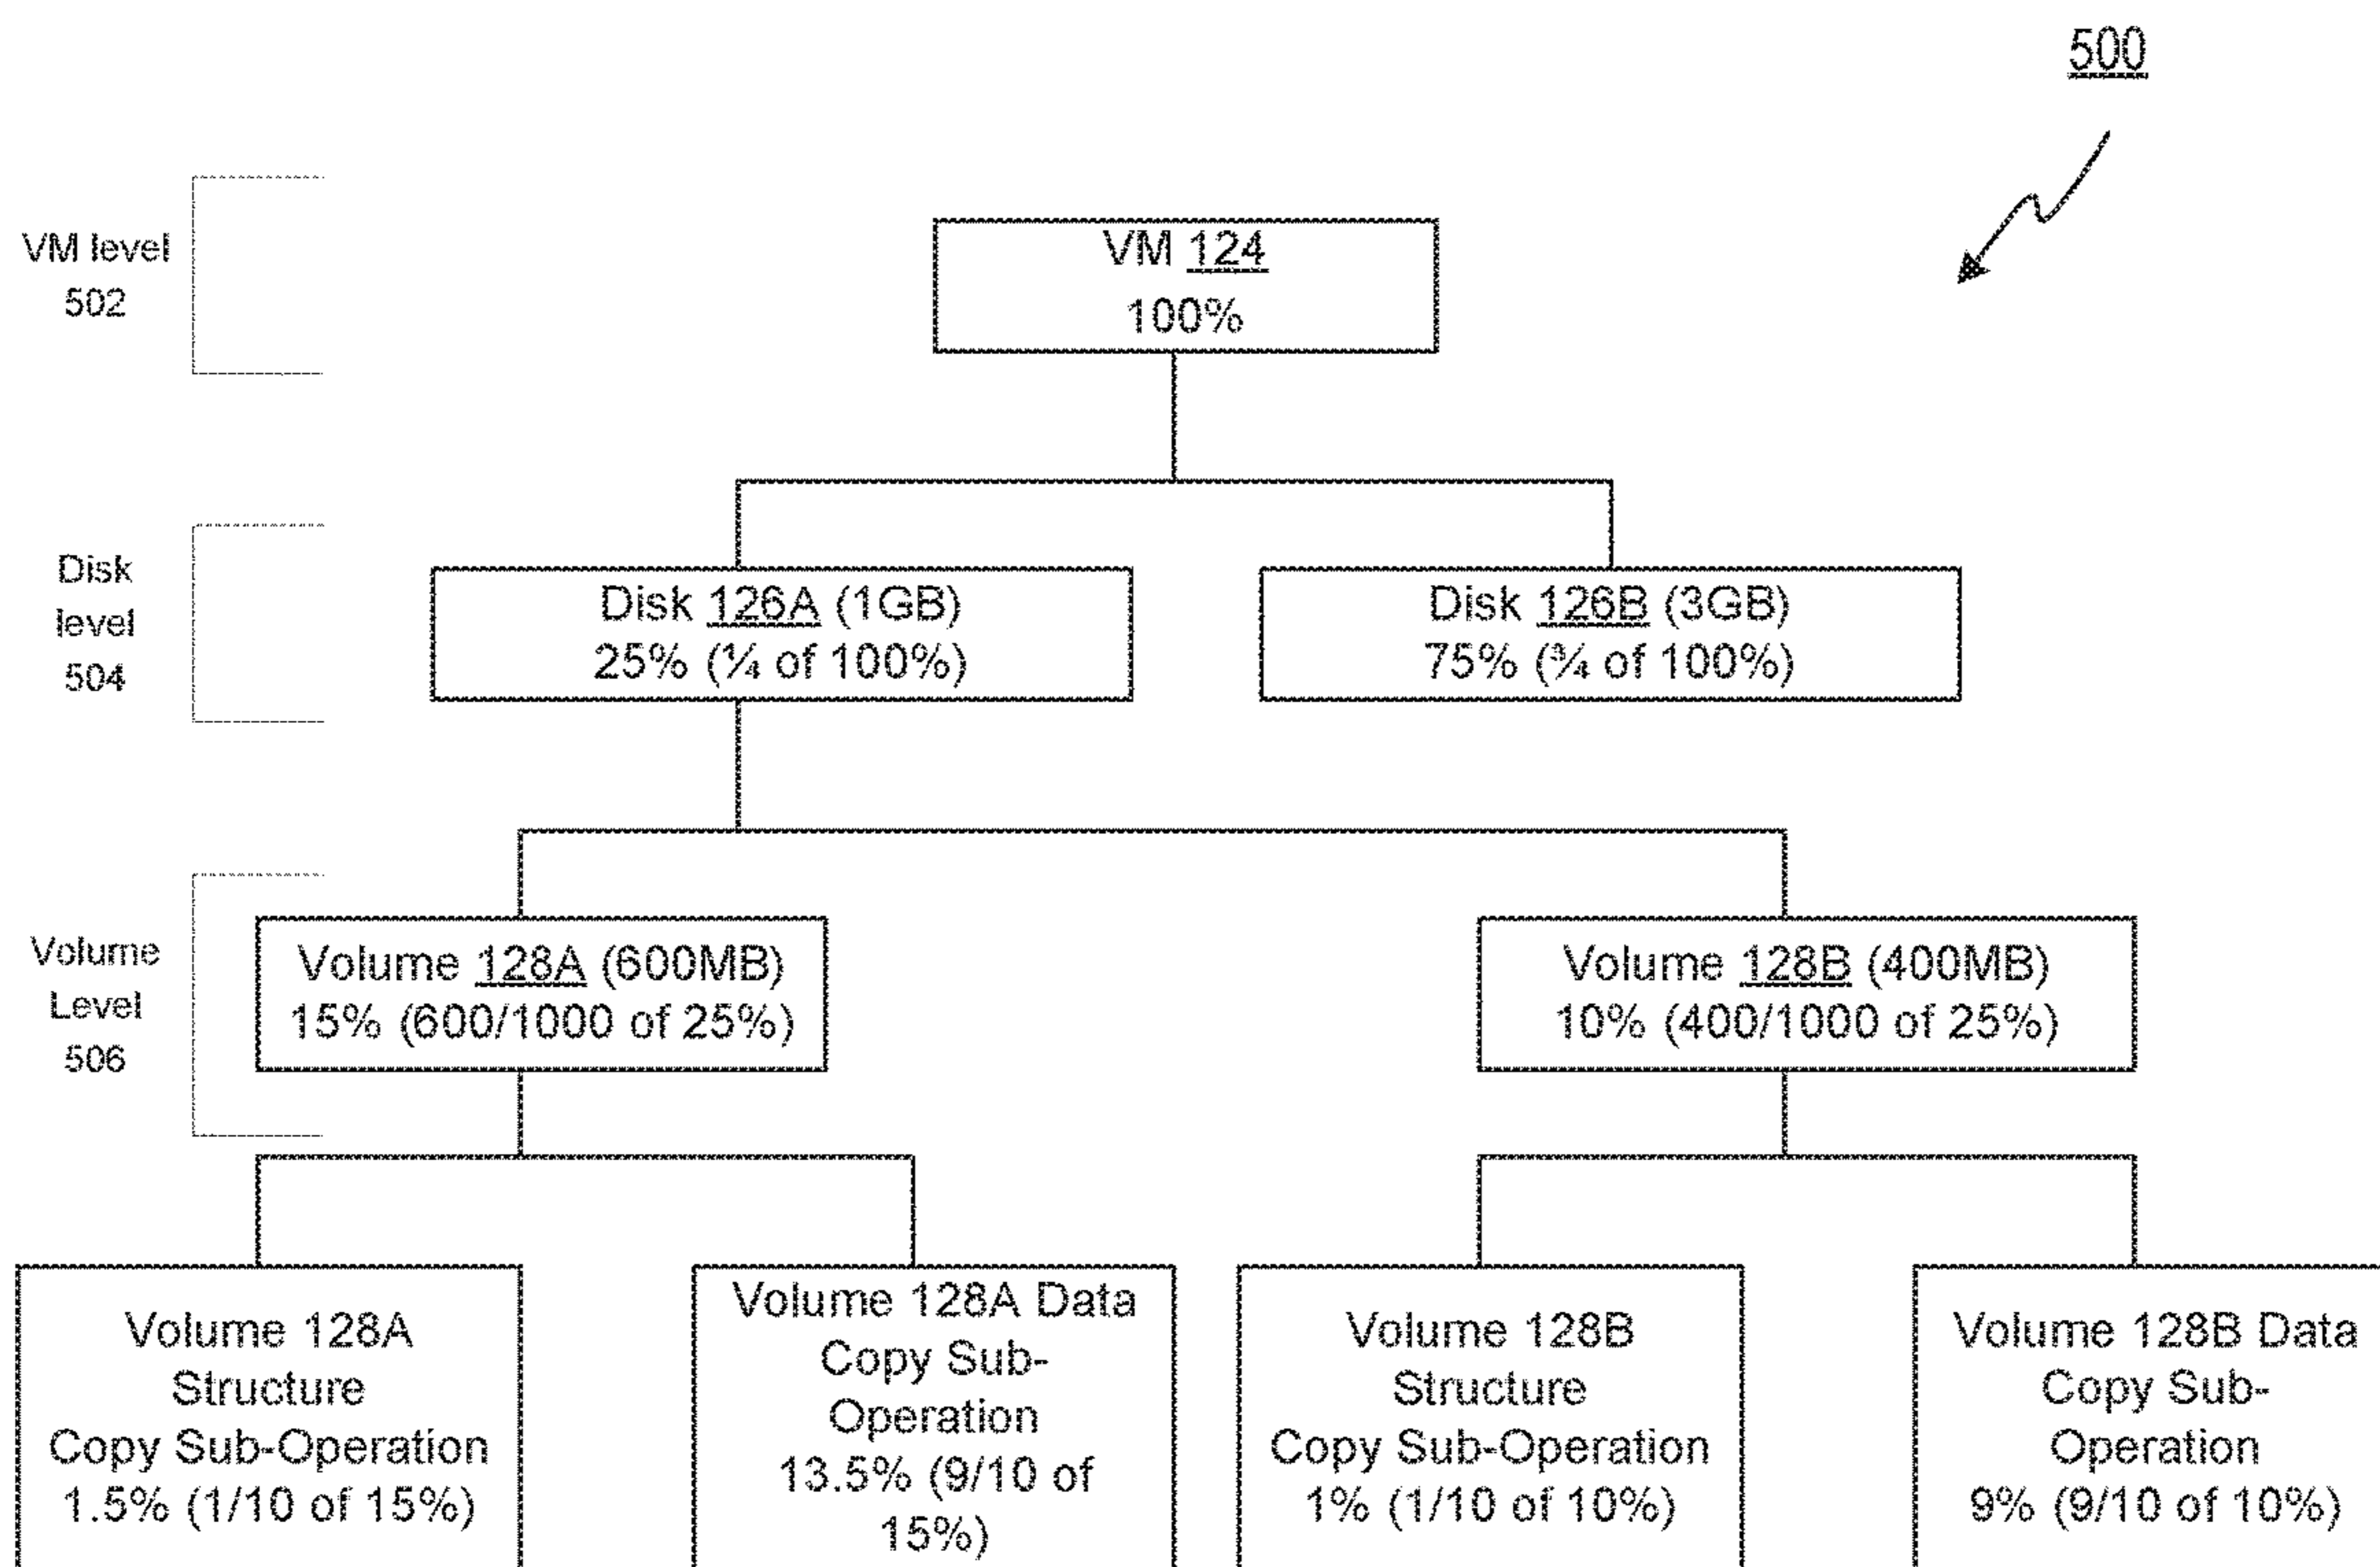 500
VM level
502
VM 124
100%
Disk
level
504
Disk 126A (1GB)
25% (¼ of 100%)
Disk 126B (3GB)
75% (¾ of 100%)
Volume
Level
506
Volume 128A (600MB)
15% (600/1000 of 25%)
Volume 128B (400MB)
10% (400/1000 of 25%)
Volume 128A
Structure
Copy Sub-Operation
1.5% (1/10 of 15%)
Volume 128A Data
Copy Sub-
Operation
13.5% (9/10 of
15%)
Volume 128B
Structure
Copy Sub-Operation
1% (1/10 of 10%)
Volume 128B Data
Copy Sub-
Operation
9% (9/10 of 10%)